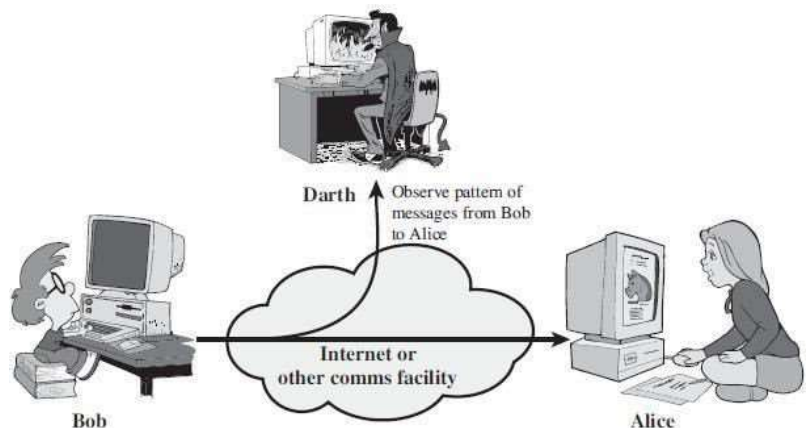 Darth
Observe pattern of
messages from Bob
to Alice
Internet or
other comms facility
Bob
Alice